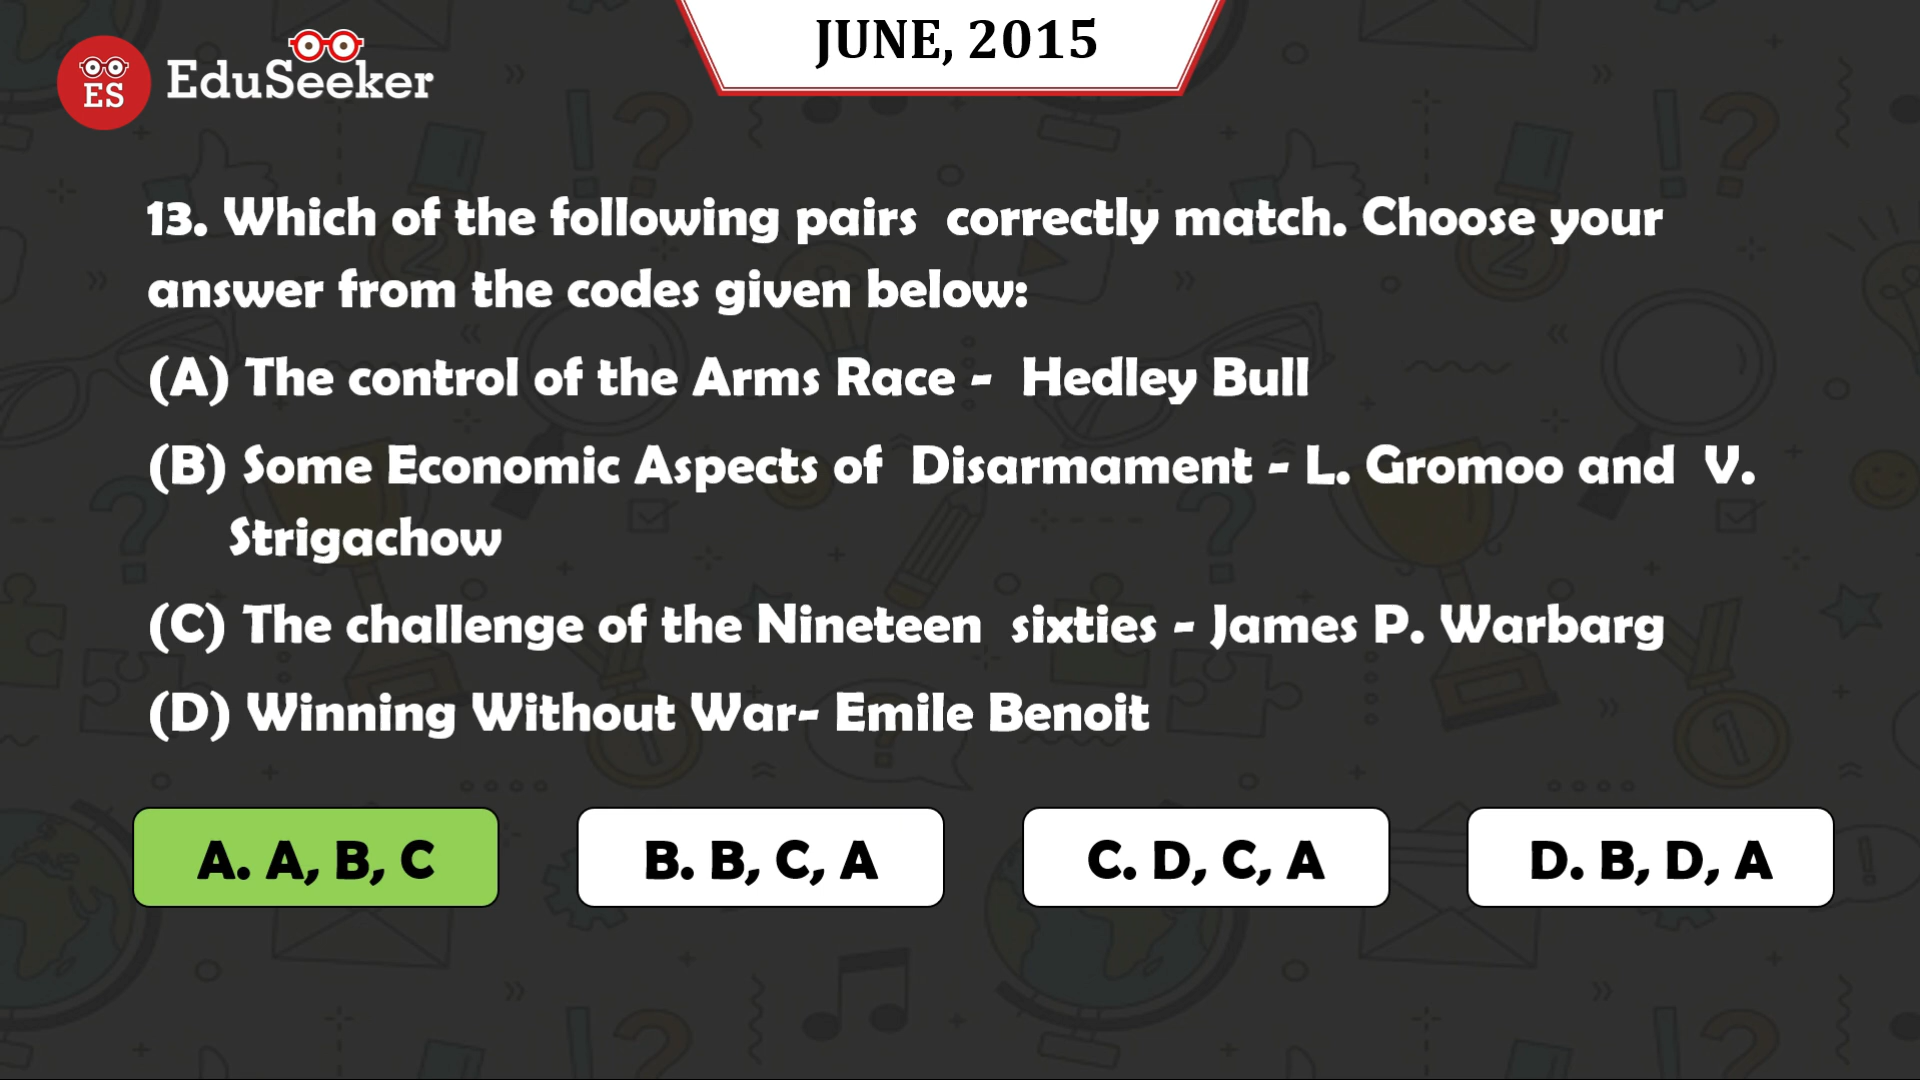 JUNE, 2015
ES
EduSeeker
13. Which of the following pairs correctly match. Choose your
answer from the codes given below:
(A) The control of the Arms Race - Hedley Bull
(B) Some Economic Aspects of Disarmament - L. Gromoo and V.
Strigachow
(C) The challenge of the Nineteen sixties - James P. Warbarg
(D) Winning Without War- Emile Benoit
A. A, B, C
B. B, C, A
C. D, C, A
D. B, D, A